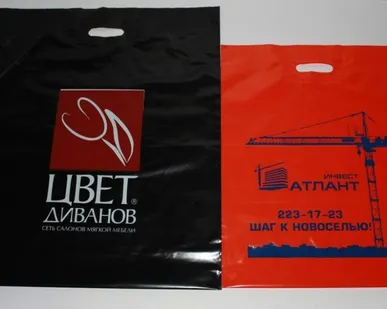 ЦВЕТ®
ДИВАНОВ
СЕТЬ САЛОНОВ МЯГКОЙ МЕБЕЛИ
ИНВЕСТ
АТЛАНТ
223-17-23
ШАГ К НОВОСЕЛЬЮ!